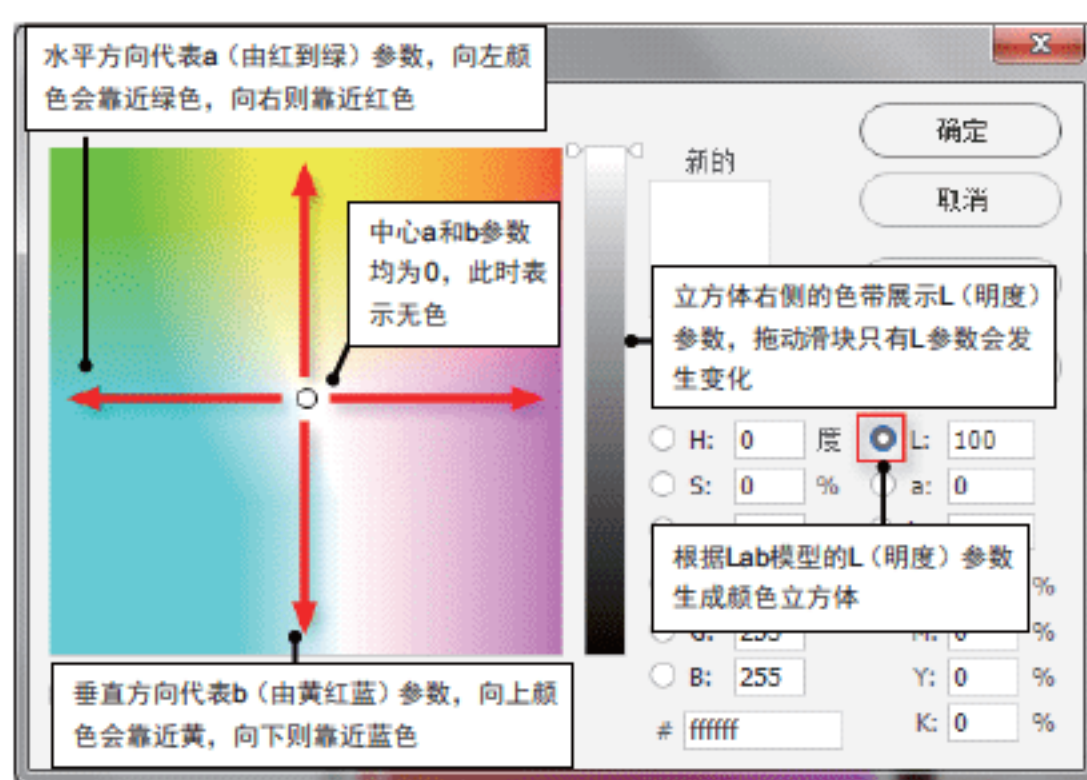 水平方向代表a（由红到绿）参数，向左颜
色会靠近绿色，向右则靠近红色
确定
新的
取消
中心a和b参数
均为0，此时表
示无色
立方体右侧的色带展示L（明度）
参数，拖动滑块只有L参数会发
生变化
H: 0 度 L: 100
S: 0 % a: 0
根据Lab模型的L（明度）参数
生成颜色立方体
%
G: 255 M: 0 %
B: 255 Y: 0 %
# ffffff K: 0 %
垂直方向代表b（由黄红蓝）参数，向上颜
色会靠近黄，向下则靠近蓝色